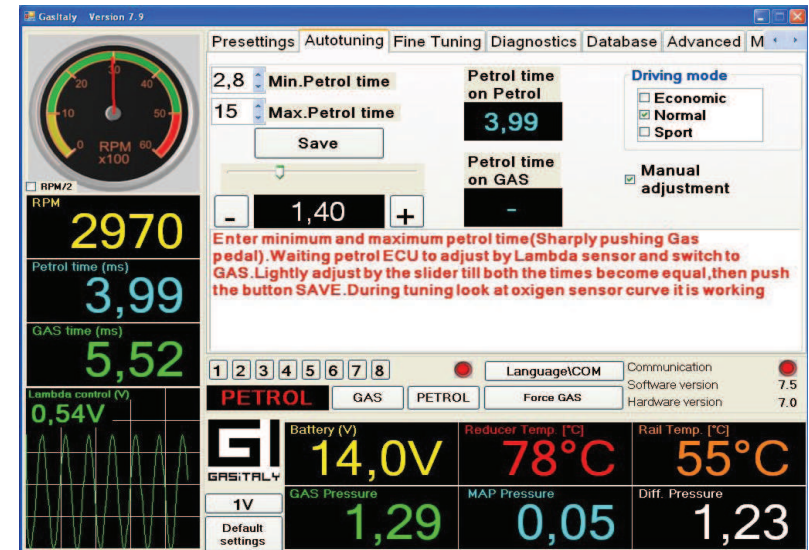 GasItaly Version 7.9
Presettings Autotuning Fine Tuning Diagnostics Database Advanced M
0 10 20 30 40 50 60
RPM
x100
RPM/2
RPM
2970
Petrol time (ms)
3,99
GAS time (ms)
5,52
Lambda control (V)
0,54V
2,8 Min.Petrol time
15 Max.Petrol time
Save
- 1,40 +
Petrol time
on Petrol
3,99
Petrol time
on GAS
-
Driving mode
Economic
Normal
Sport
Manual
adjustment
Enter minimum and maximum petrol time(Sharply pushing Gas
pedal).Waiting petrol ECU to adjust by Lambda sensor and switch to
GAS.Lightly adjust by the slider till both the times become equal,then push
the button SAVE.During tuning look at oxigen sensor curve it is working
1 2 3 4 5 6 7 8
Language\COM
PETROL GAS PETROL Force GAS
Communication
Software version 7.5
Hardware version 7.0
GI
GASiTALY
1V
Default
settings
Battery (V)
14,0V
Reducer Temp. [°C]
78°C
Rail Temp. [°C]
55°C
GAS Pressure
1,29
MAP Pressure
0,05
Diff. Pressure
1,23